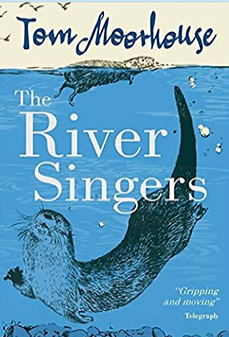 Tom Moorhouse
The
River
Singers
"Gripping
and moving"
Telegraph